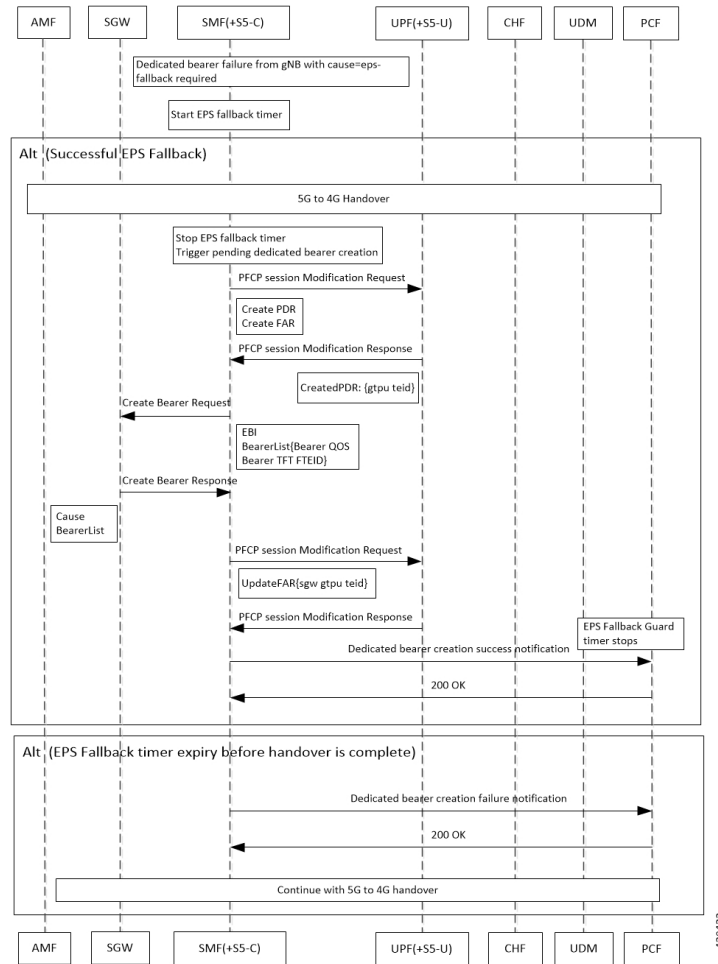 AMF SGW SMF(+S5-C) UPF(+S5-U) CHF UDM PCF
Dedicated bearer failure from gNB with cause=eps-
fallback required
Start EPS fallback timer
Alt (Successful EPS Fallback)
5G to 4G Handover
Stop EPS fallback timer
Trigger pending dedicated bearer creation
PFCP session Modification Request
Create PDR
Create FAR
PFCP session Modification Response
CreatedPDR: {gtpu teid}
Create Bearer Request
EBI
BearerList{Bearer QOS
Bearer TFT FTEID}
Create Bearer Response
Cause
BearerList
PFCP session Modification Request
UpdateFAR{sgw gtpu teid}
PFCP session Modification Response
EPS Fallback Guard
timer stops
Dedicated bearer creation success notification
200 OK
Alt (EPS Fallback timer expiry before handover is complete)
Dedicated bearer creation failure notification
200 OK
Continue with 5G to 4G handover
AMF SGW SMF(+S5-C) UPF(+S5-U) CHF UDM PCF